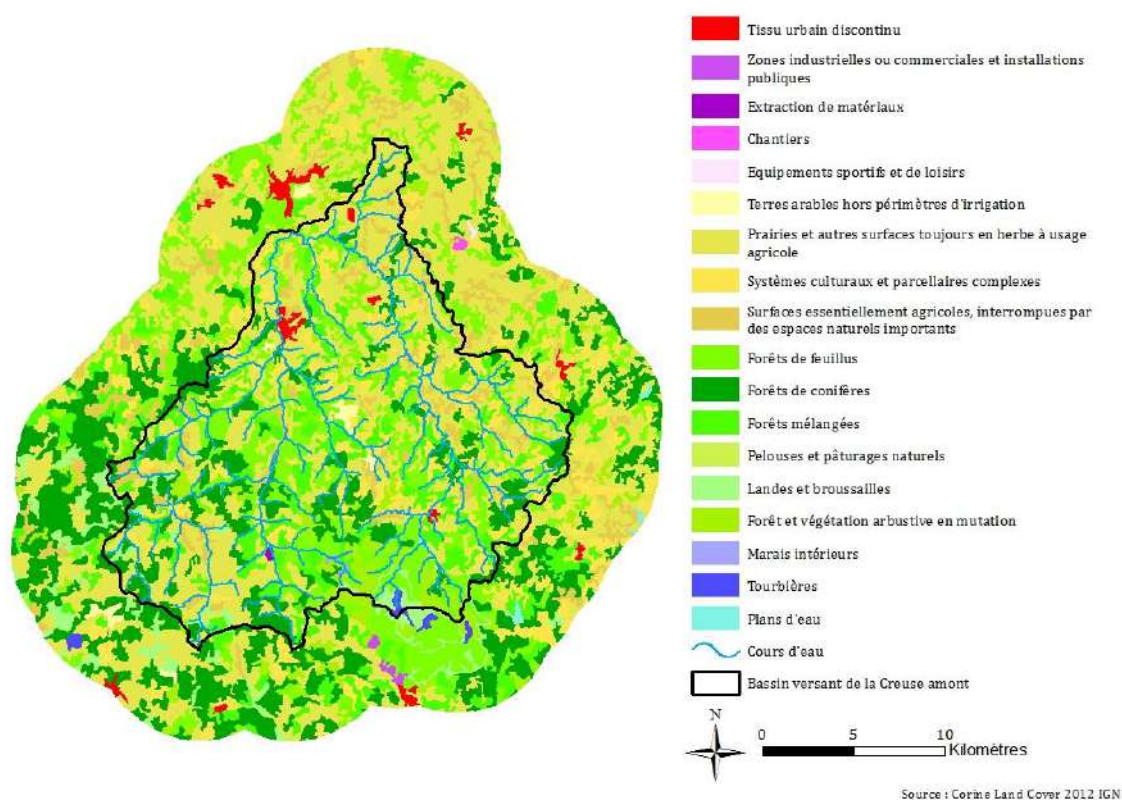 Tissu urbain discontinu
Zones industrielles ou commerciales et installations
publiques
Extraction de matériaux
Chantiers
Equipements sportifs et de loisirs
Terres arables hors périmètres d'irrigation
Prairies et autres surfaces toujours en herbe à usage
agricole
Systèmes culturaux et parcellaires complexes
Surfaces essentiellement agricoles, interrompues par
des espaces naturels importants
Forêts de feuillus
Forêts de conifères
Forêts mélangées
Pelouses et pâturages naturels
Landes et broussailles
Forêt et végétation arbustive en mutation
Marais intérieurs
Tourbières
Plans d'eau
Cours d'eau
Bassin versant de la Creuse amont
N
0 5 10
Kilomètres
Source : Corine Land Cover 2012 IGN